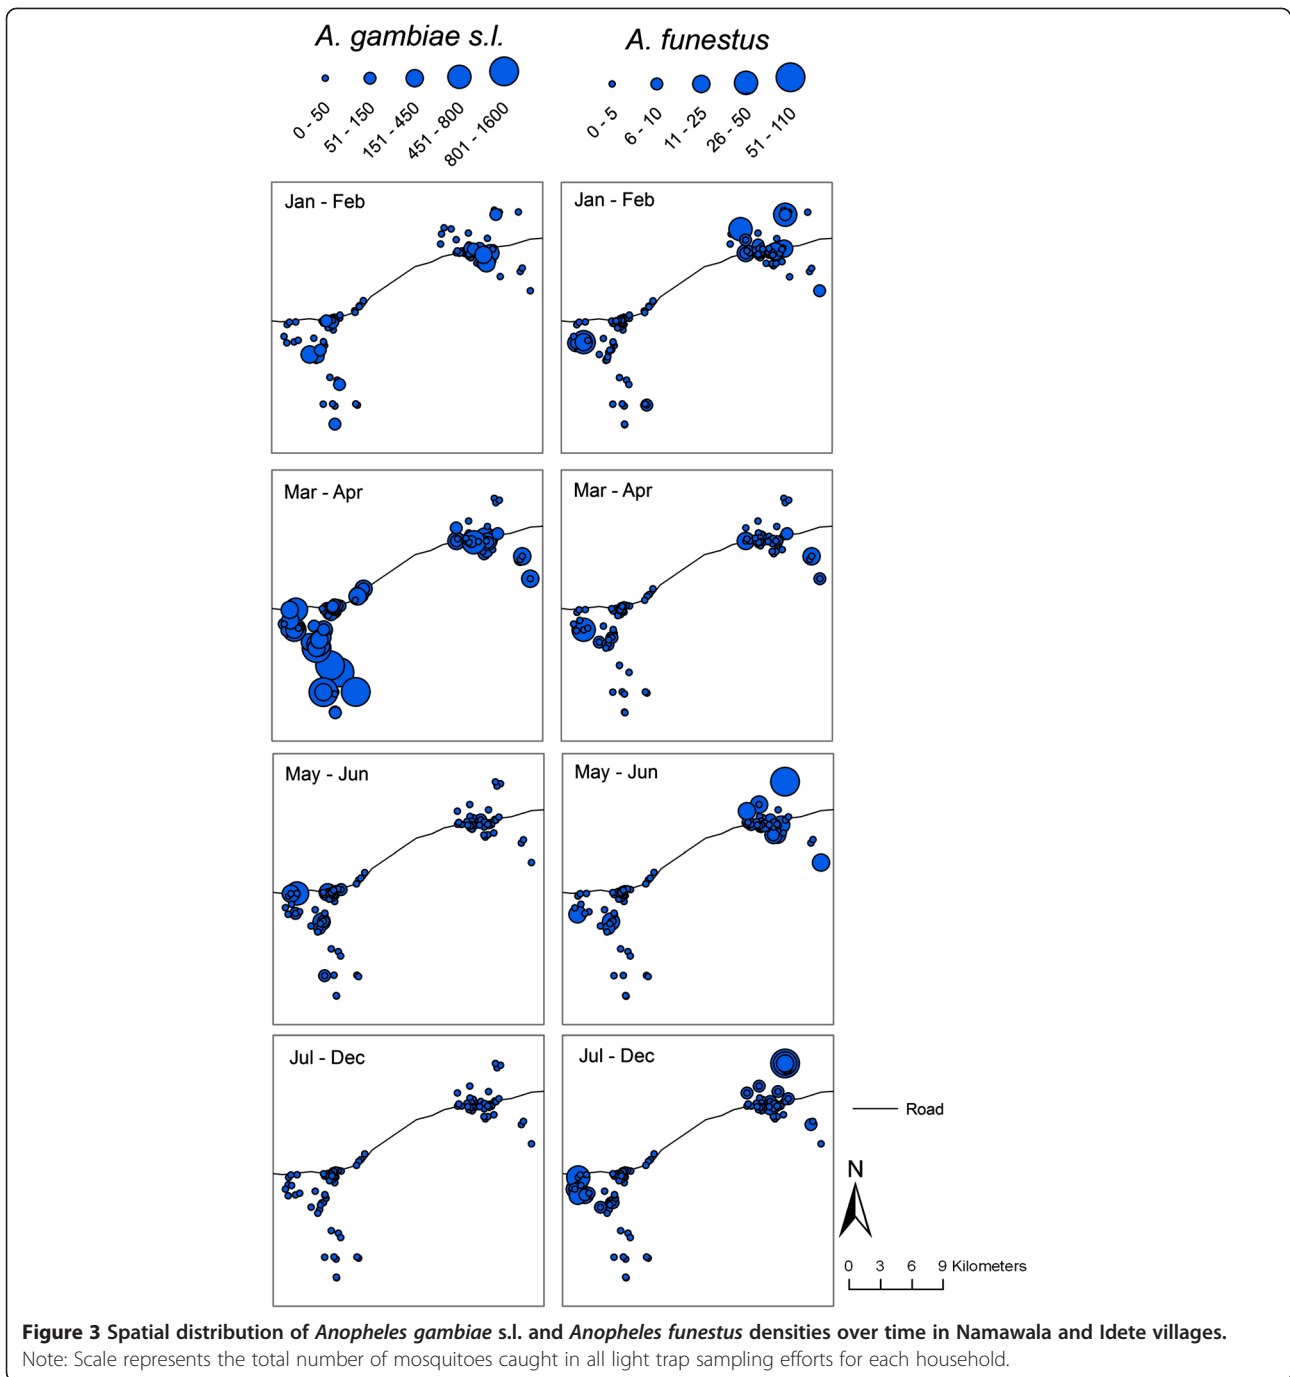 A. gambiae s.l.
0 - 50
51 - 150
151 - 450
451 - 800
801 - 1600
A. funestus
0 - 5
6 - 10
11 - 25
26 - 50
51 - 110
Jan - Feb
Jan - Feb
Mar - Apr
Mar - Apr
May - Jun
May - Jun
Jul - Dec
Jul - Dec
Road
N
0 3 6 9 Kilometers
Figure 3 Spatial distribution of Anopheles gambiae s.l. and Anopheles funestus densities over time in Namawala and Idete villages.
Note: Scale represents the total number of mosquitoes caught in all light trap sampling efforts for each household.